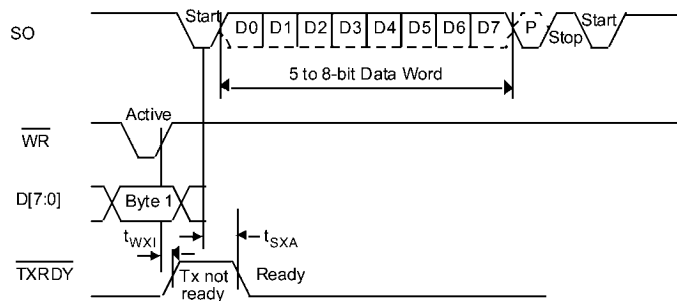 SO
Start D0 D1 D2 D3 D4 D5 D6 D7 P Stop Start
5 to 8-bit Data Word
WR
Active
D[7:0]
Byte 1
tWXI
tSXA
TXRDY
Tx not
ready
Ready